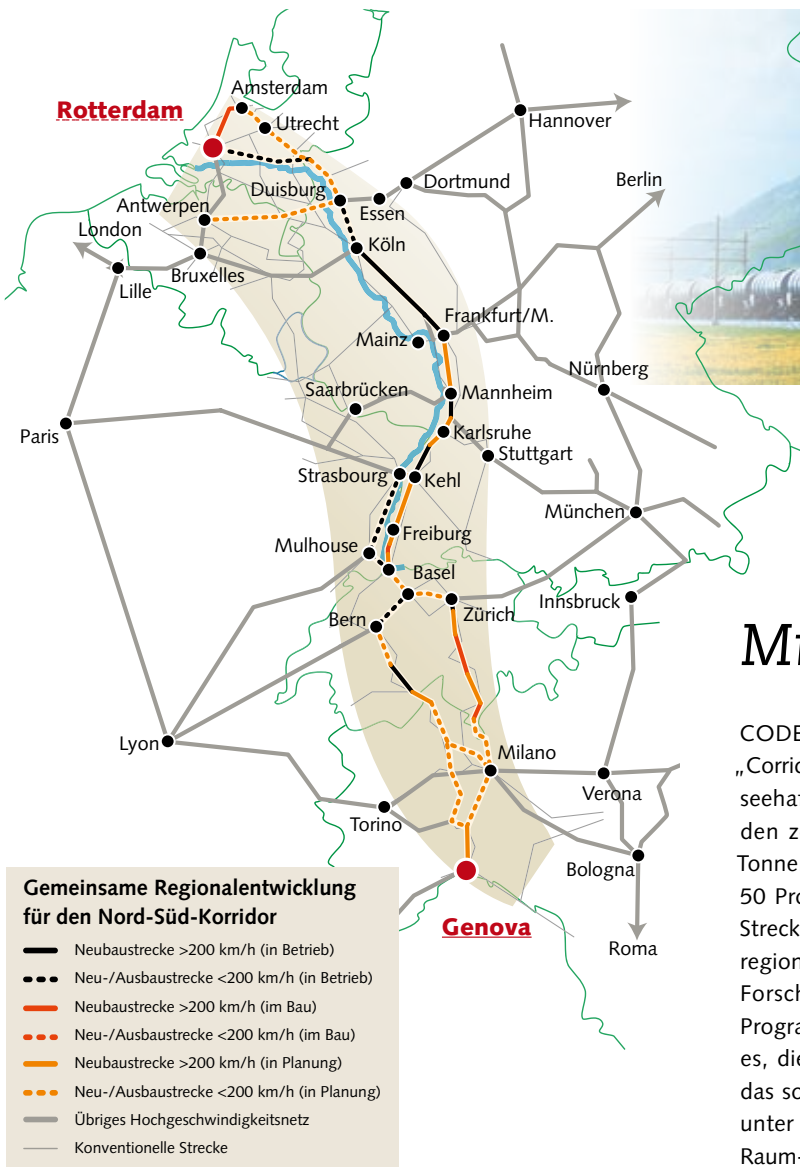 Amsterdam
Rotterdam
Utrecht
Hannover
Duisburg
Dortmund
Berlin
Essen
Antwerpen
London
Köln
Bruxelles
Lille
Frankfurt/M.
Mainz
Nürnberg
Saarbrücken
Mannheim
Paris
Karlsruhe
Stuttgart
Strasbourg
Kehl
München
Freiburg
Mulhouse
Basel
Innsbruck
Bern
Zürich
Lyon
Milano
Verona
Torino
Bologna
Genova
Roma
Gemeinsame Regionalentwicklung
für den Nord-Süd-Korridor
Neubaustrecke >200 km/h (in Betrieb)
Neu-/Ausbaustrecke <200 km/h (in Betrieb)
Neubaustrecke >200 km/h (im Bau)
Neu-/Ausbaustrecke <200 km/h (im Bau)
Neubaustrecke >200 km/h (in Planung)
Neu-/Ausbaustrecke <200 km/h (in Planung)
Übriges Hochgeschwindigkeitsnetz
Konventionelle Strecke
CODE
„Corrid
seehaf
den z
Tonne
50 Pro
Streck
region
Forsch
Progra
es, die
das sc
unter
Raum-